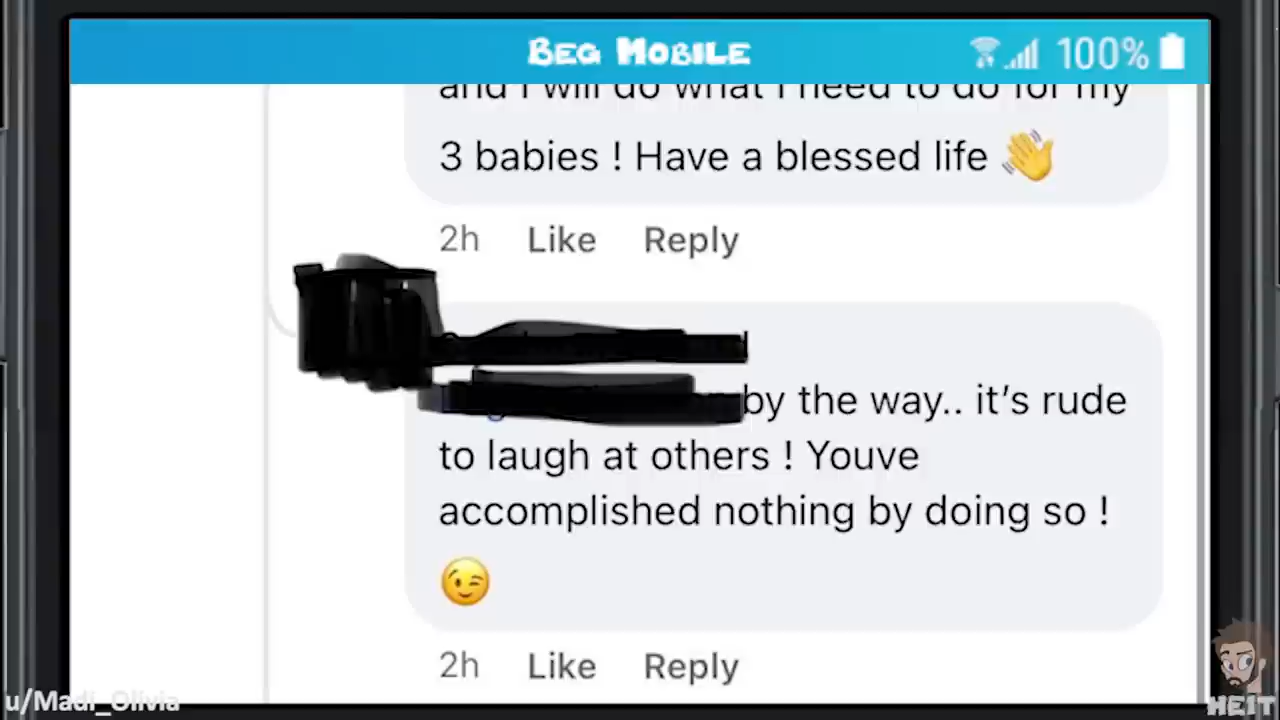 BEG MOBILE
100%
and I will do what I need to do for my
3 babies ! Have a blessed life 👋
2h Like Reply
by the way.. it’s rude
to laugh at others ! Youve
accomplished nothing by doing so !
😉
2h Like Reply
u/Madi_Olivia
HEIT